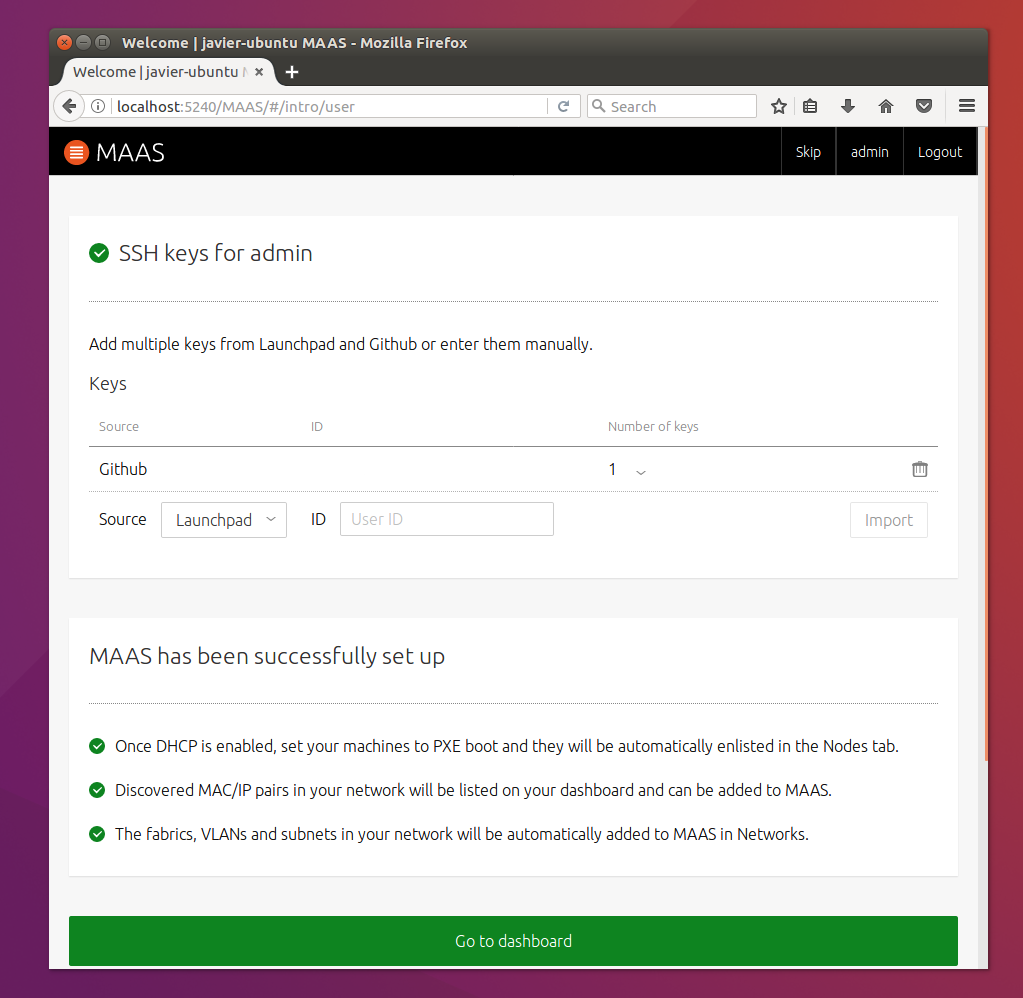 Welcome | javier-ubuntu MAAS - Mozilla Firefox
Welcome | javier-ubuntu
localhost:5240/MAAS/#/intro/user
Search
MAAS
Skip
admin
Logout
SSH keys for admin
Add multiple keys from Launchpad and Github or enter them manually.
Keys
Source ID Number of keys
Github 1
Source Launchpad ID User ID Import
MAAS has been successfully set up
Once DHCP is enabled, set your machines to PXE boot and they will be automatically enlisted in the Nodes tab.
Discovered MAC/IP pairs in your network will be listed on your dashboard and can be added to MAAS.
The fabrics, VLANs and subnets in your network will be automatically added to MAAS in Networks.
Go to dashboard